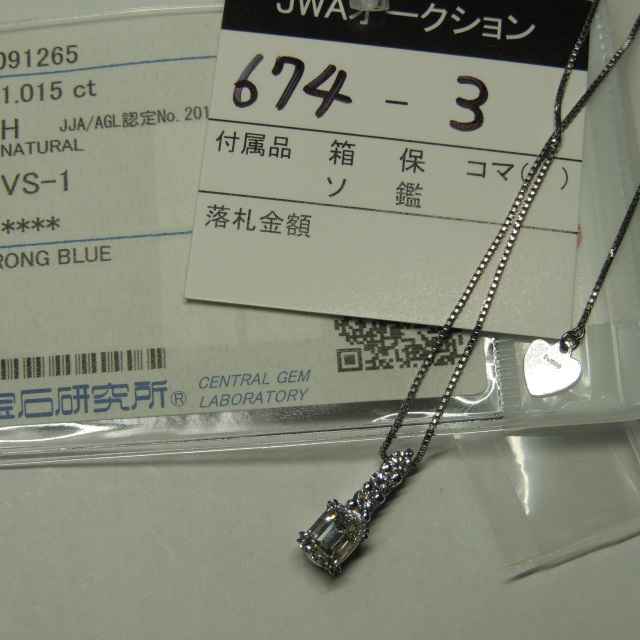 JWAオークション
674 - 3
付属品 箱 保 コマ( )
ソ 鑑
落札金額
091265
1.015 ct
H JJA/AGL認定No.201
NATURAL
VS-1
****
RONG BLUE
宝石研究所® CENTRAL GEM
LABORATORY